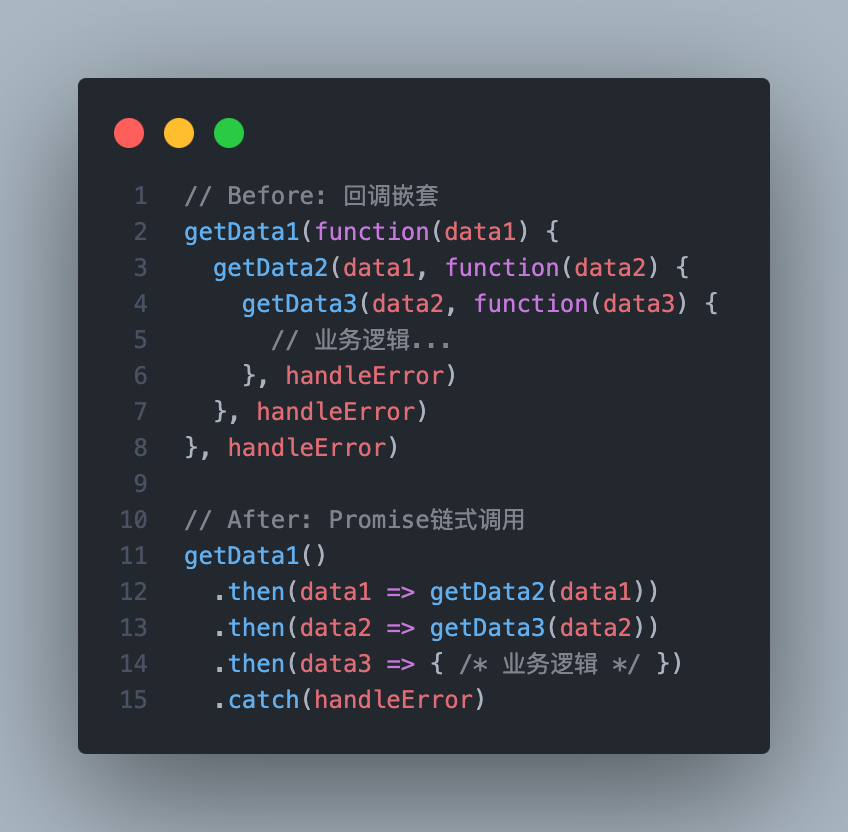 1 // Before: 回调嵌套
2 getData1(function(data1) {
3   getData2(data1, function(data2) {
4     getData3(data2, function(data3) {
5       // 业务逻辑...
6     }, handleError)
7   }, handleError)
8 }, handleError)
9
10 // After: Promise链式调用
11 getData1()
12   .then(data1 => getData2(data1))
13   .then(data2 => getData3(data2))
14   .then(data3 => { /* 业务逻辑 */ })
15   .catch(handleError)